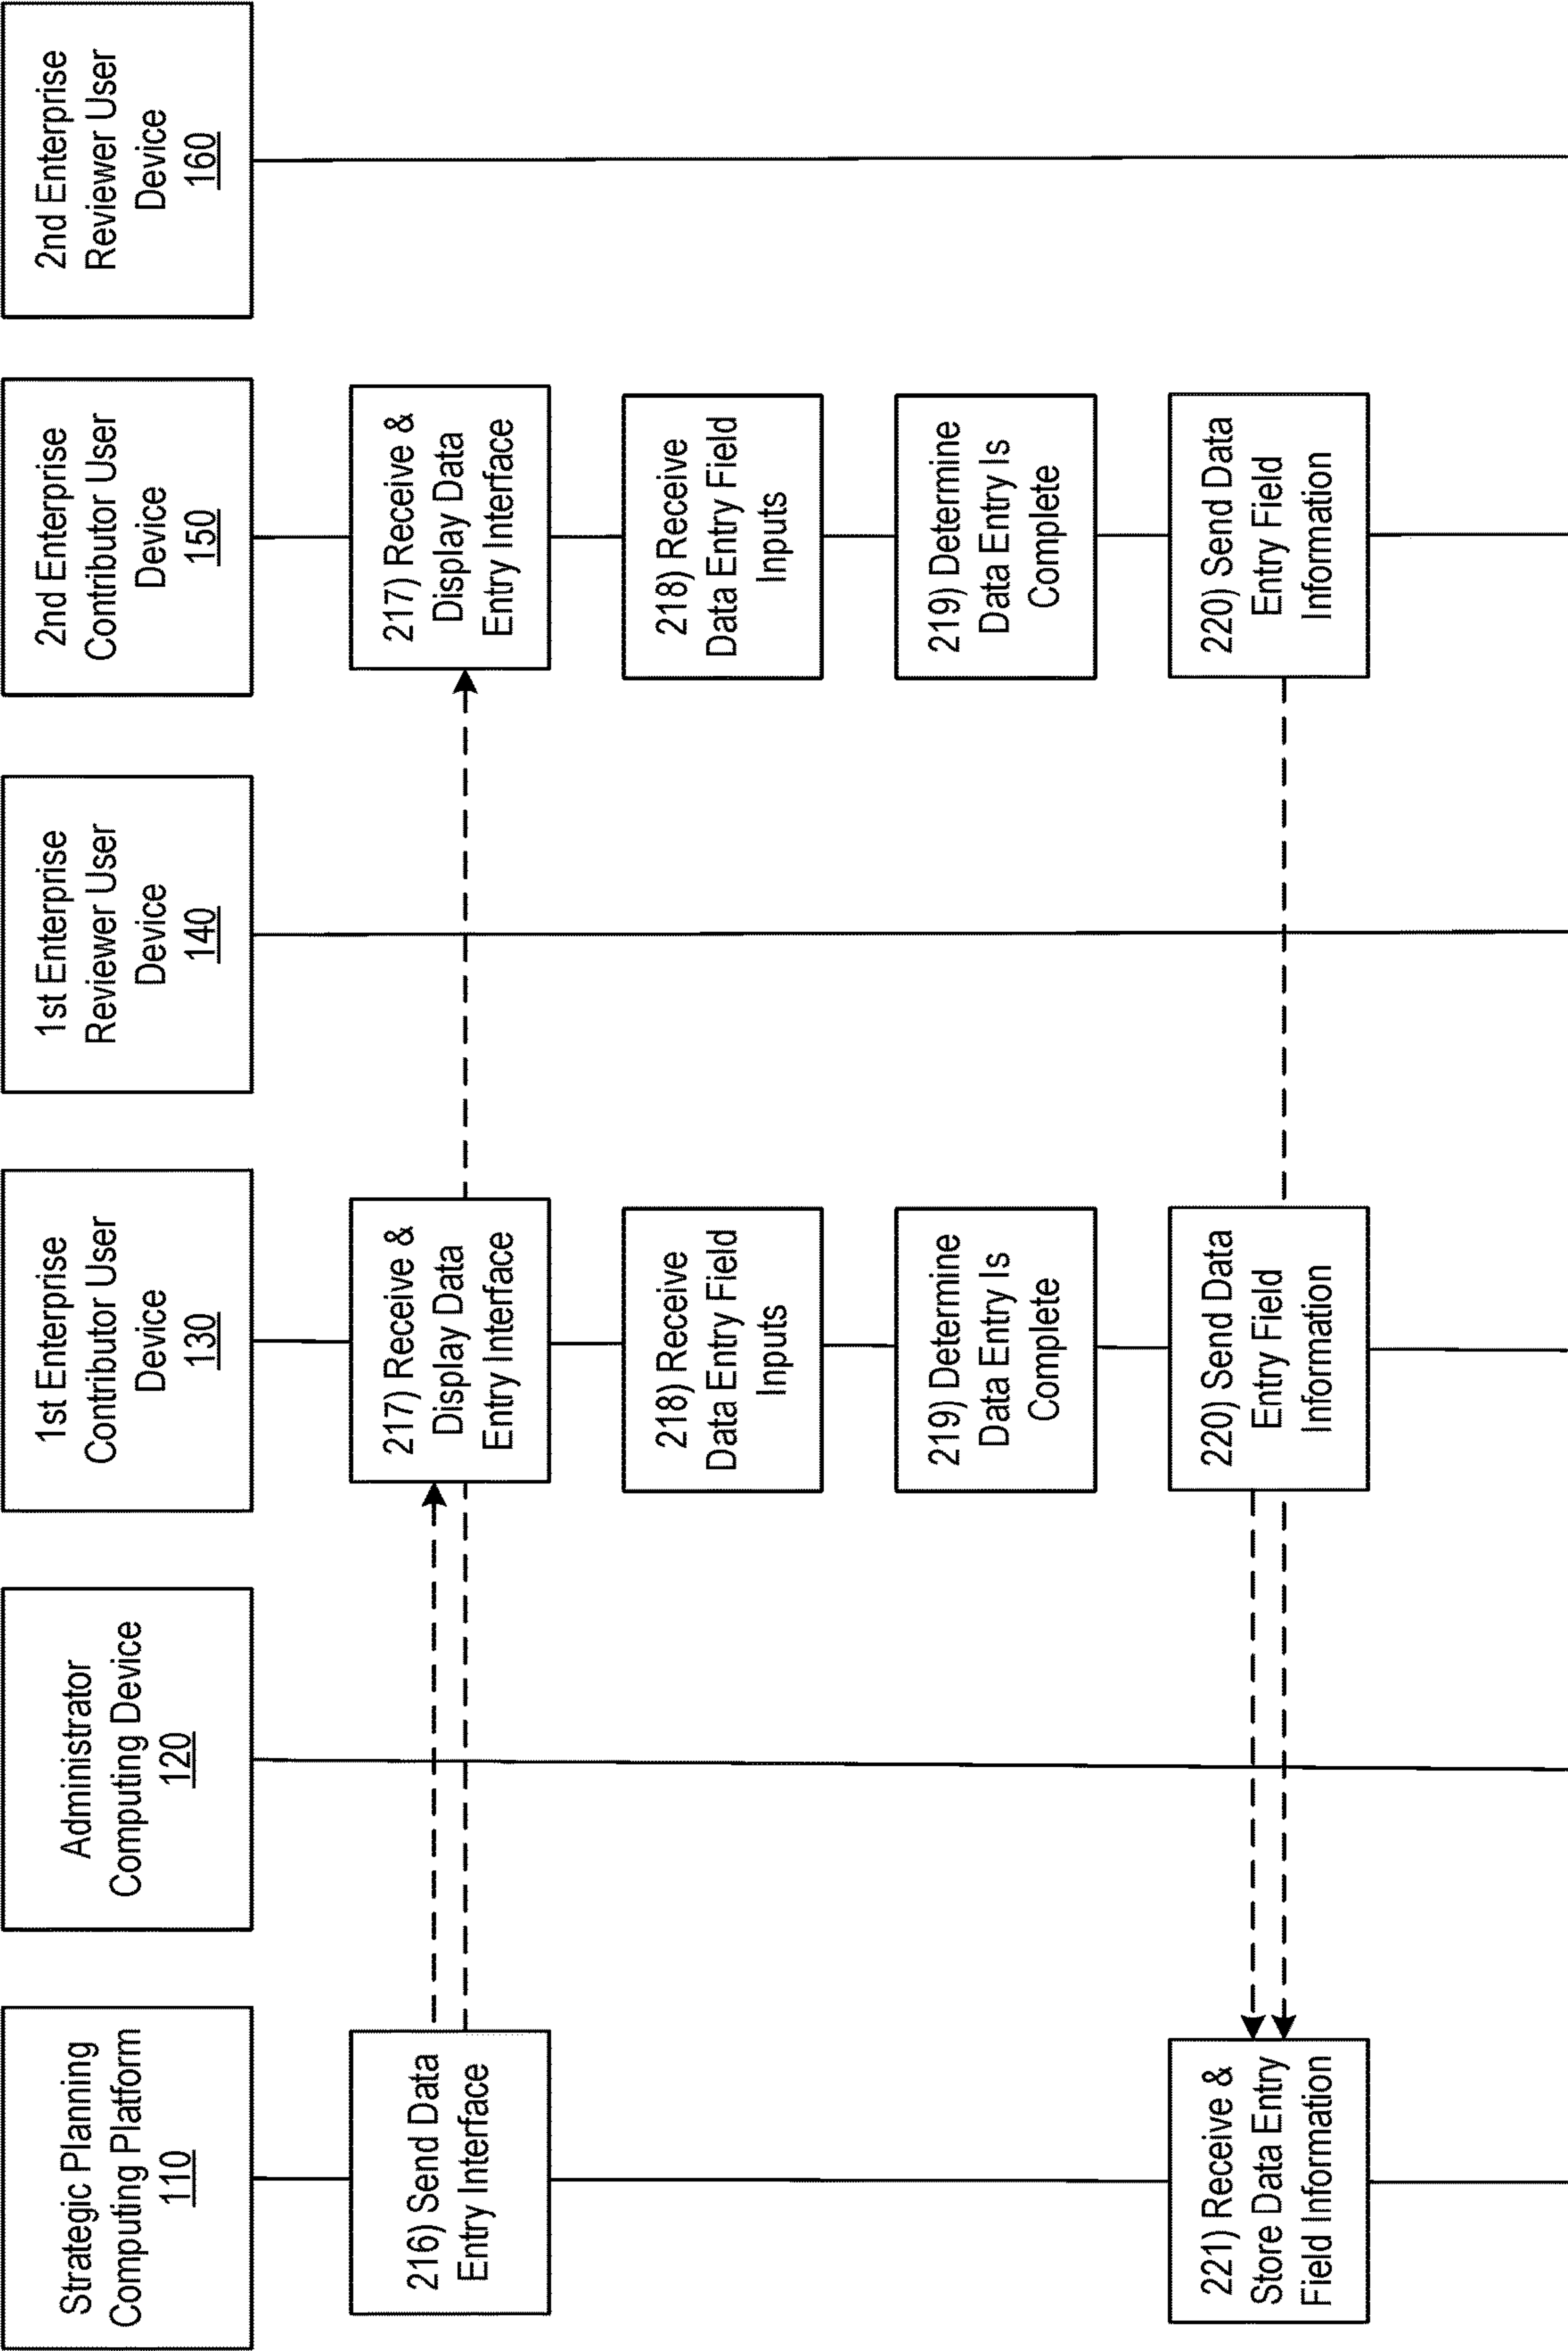 Strategic Planning
Computing Platform
110
Administrator
Computing Device
120
1st Enterprise
Contributor User
Device
130
1st Enterprise
Reviewer User
Device
140
2nd Enterprise
Contributor User
Device
150
2nd Enterprise
Reviewer User
Device
160
216) Send Data
Entry Interface
217) Receive &
Display Data
Entry Interface
217) Receive &
Display Data
Entry Interface
218) Receive
Data Entry Field
Inputs
218) Receive
Data Entry Field
Inputs
219) Determine
Data Entry Is
Complete
219) Determine
Data Entry Is
Complete
221) Receive &
Store Data Entry
Field Information
220) Send Data
Entry Field
Information
220) Send Data
Entry Field
Information